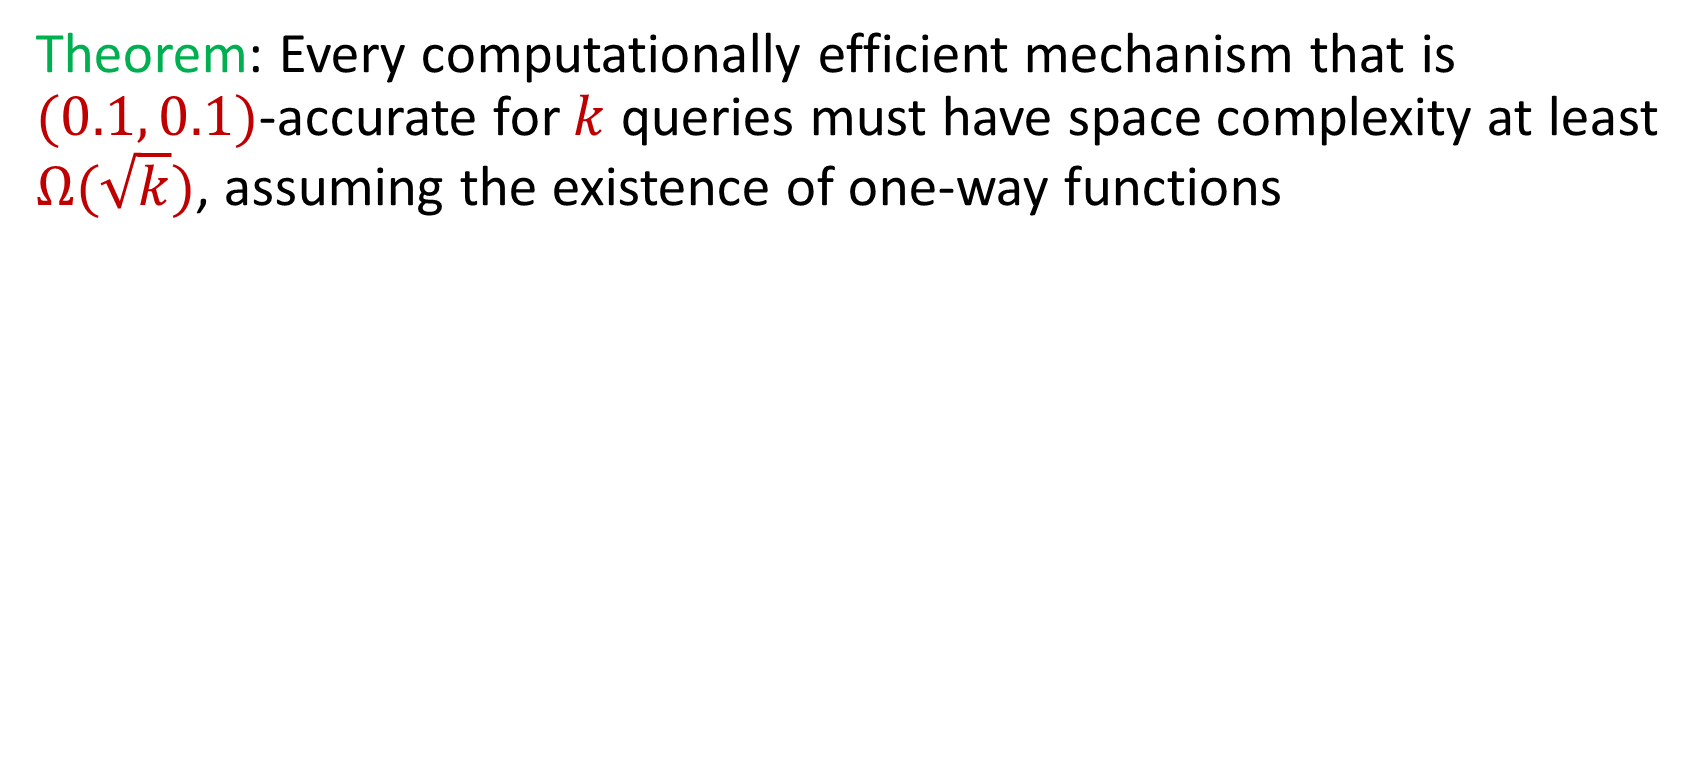 Theorem: Every computationally efficient mechanism that is
(0.1, 0.1)-accurate for k queries must have space complexity at least
Ω(√k), assuming the existence of one-way functions